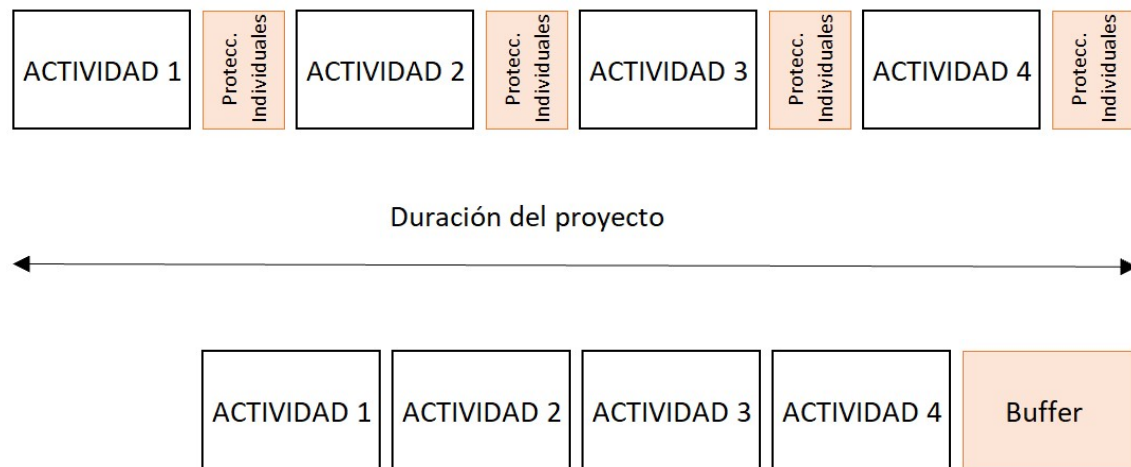 ACTIVIDAD 1
Protecc.
Individuales
ACTIVIDAD 2
Protecc.
Individuales
ACTIVIDAD 3
Protecc.
Individuales
ACTIVIDAD 4
Protecc.
Individuales
Duración del proyecto
ACTIVIDAD 1
ACTIVIDAD 2
ACTIVIDAD 3
ACTIVIDAD 4
Buffer